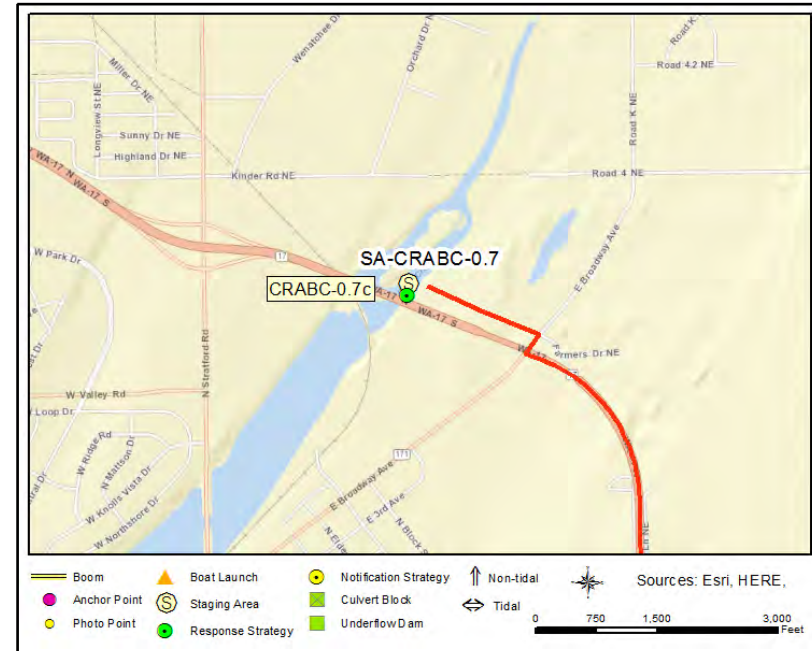 Road K
Road 4.2 NE
Wenatchee Dr
Orchard Dr N
Miller Dr NE
Longview St NE
Sunny Dr NE
Highland Dr NE
Road K NE
Kinder Rd NE
Road 4 NE
WA-17 N
WA-17 S
17
W Park Dr
SA-CRABC-0.7
CRABC-0.7c
WA-17 S
E Broadway Ave
N Stratford Rd
W Valley Rd
W Loop Dr
W Ridge Rd
N Mattson Dr
W Knolls Vista Dr
W Northshore Dr
171
E Broadway Ave
E 3rd Ave
N Block S
N Elde
Ln NE
Boom
Boat Launch
Notification Strategy
Non-tidal
Sources: Esri, HERE,
Anchor Point
S Staging Area
Culvert Block
Tidal
Photo Point
Response Strategy
Underflow Dam
0 750 1,500 3,000
Feet